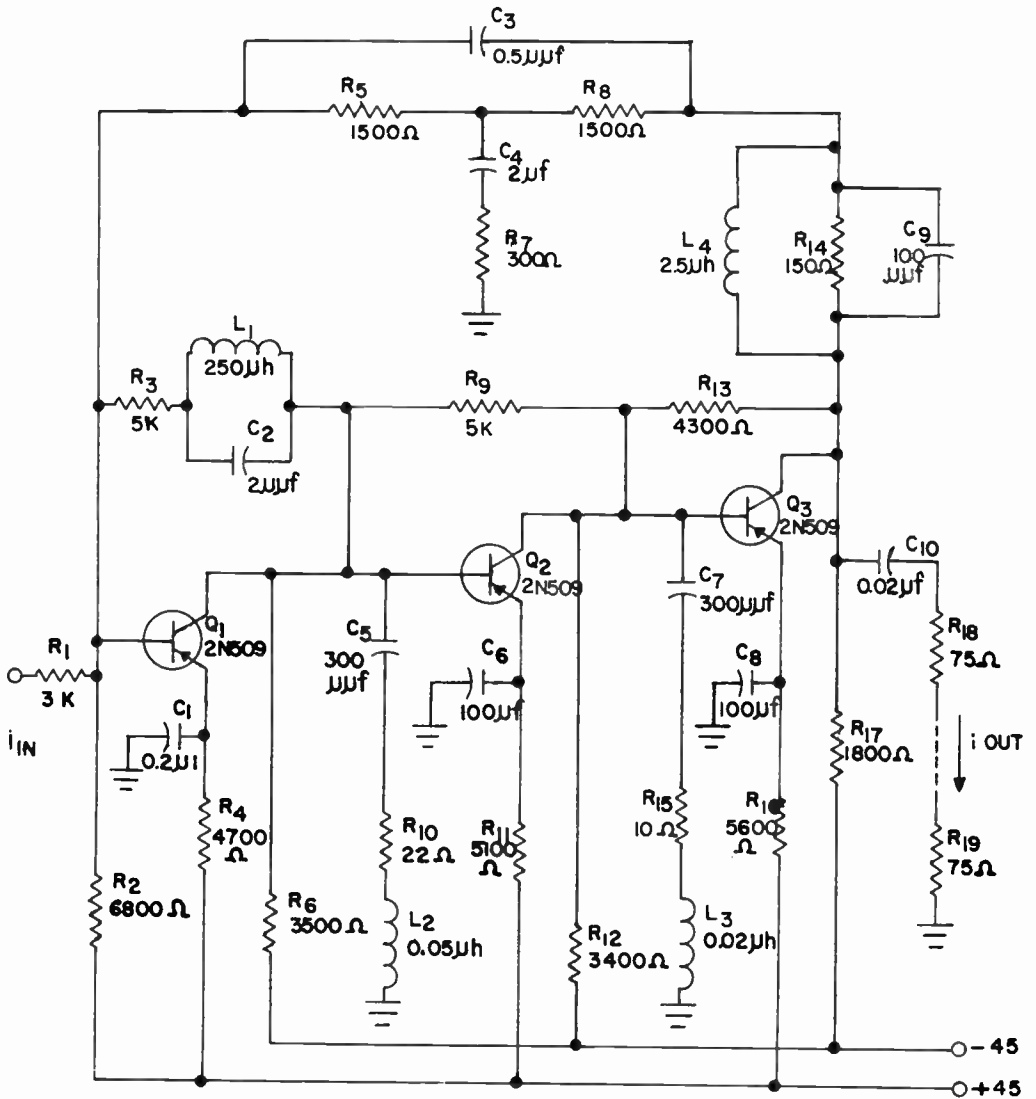 C3
0.5μμf
R5
1500Ω
R8
1500Ω
C4
2μf
R7
300Ω
L4
2.5μh
R14
150Ω
C9
100
μμf
L1
250μh
R3
5K
C2
2μμf
R9
5K
R13
4300Ω
Q3
2N509
Q2
2N509
C7
300μμf
C10
0.02μf
Q1
2N509
C5
300
μμf
R18
75Ω
R1
3 K
C6
100μf
C8
100μf
iIN
C1
R17
1800Ω
i OUT
R4
4700
Ω
R10
22Ω
R11
5100
Ω
R15
10Ω
R1
5600
Ω
R19
75Ω
R2
6800Ω
R6
3500Ω
L2
0.05μh
R12
3400Ω
L3
0.02μh
-45
+45